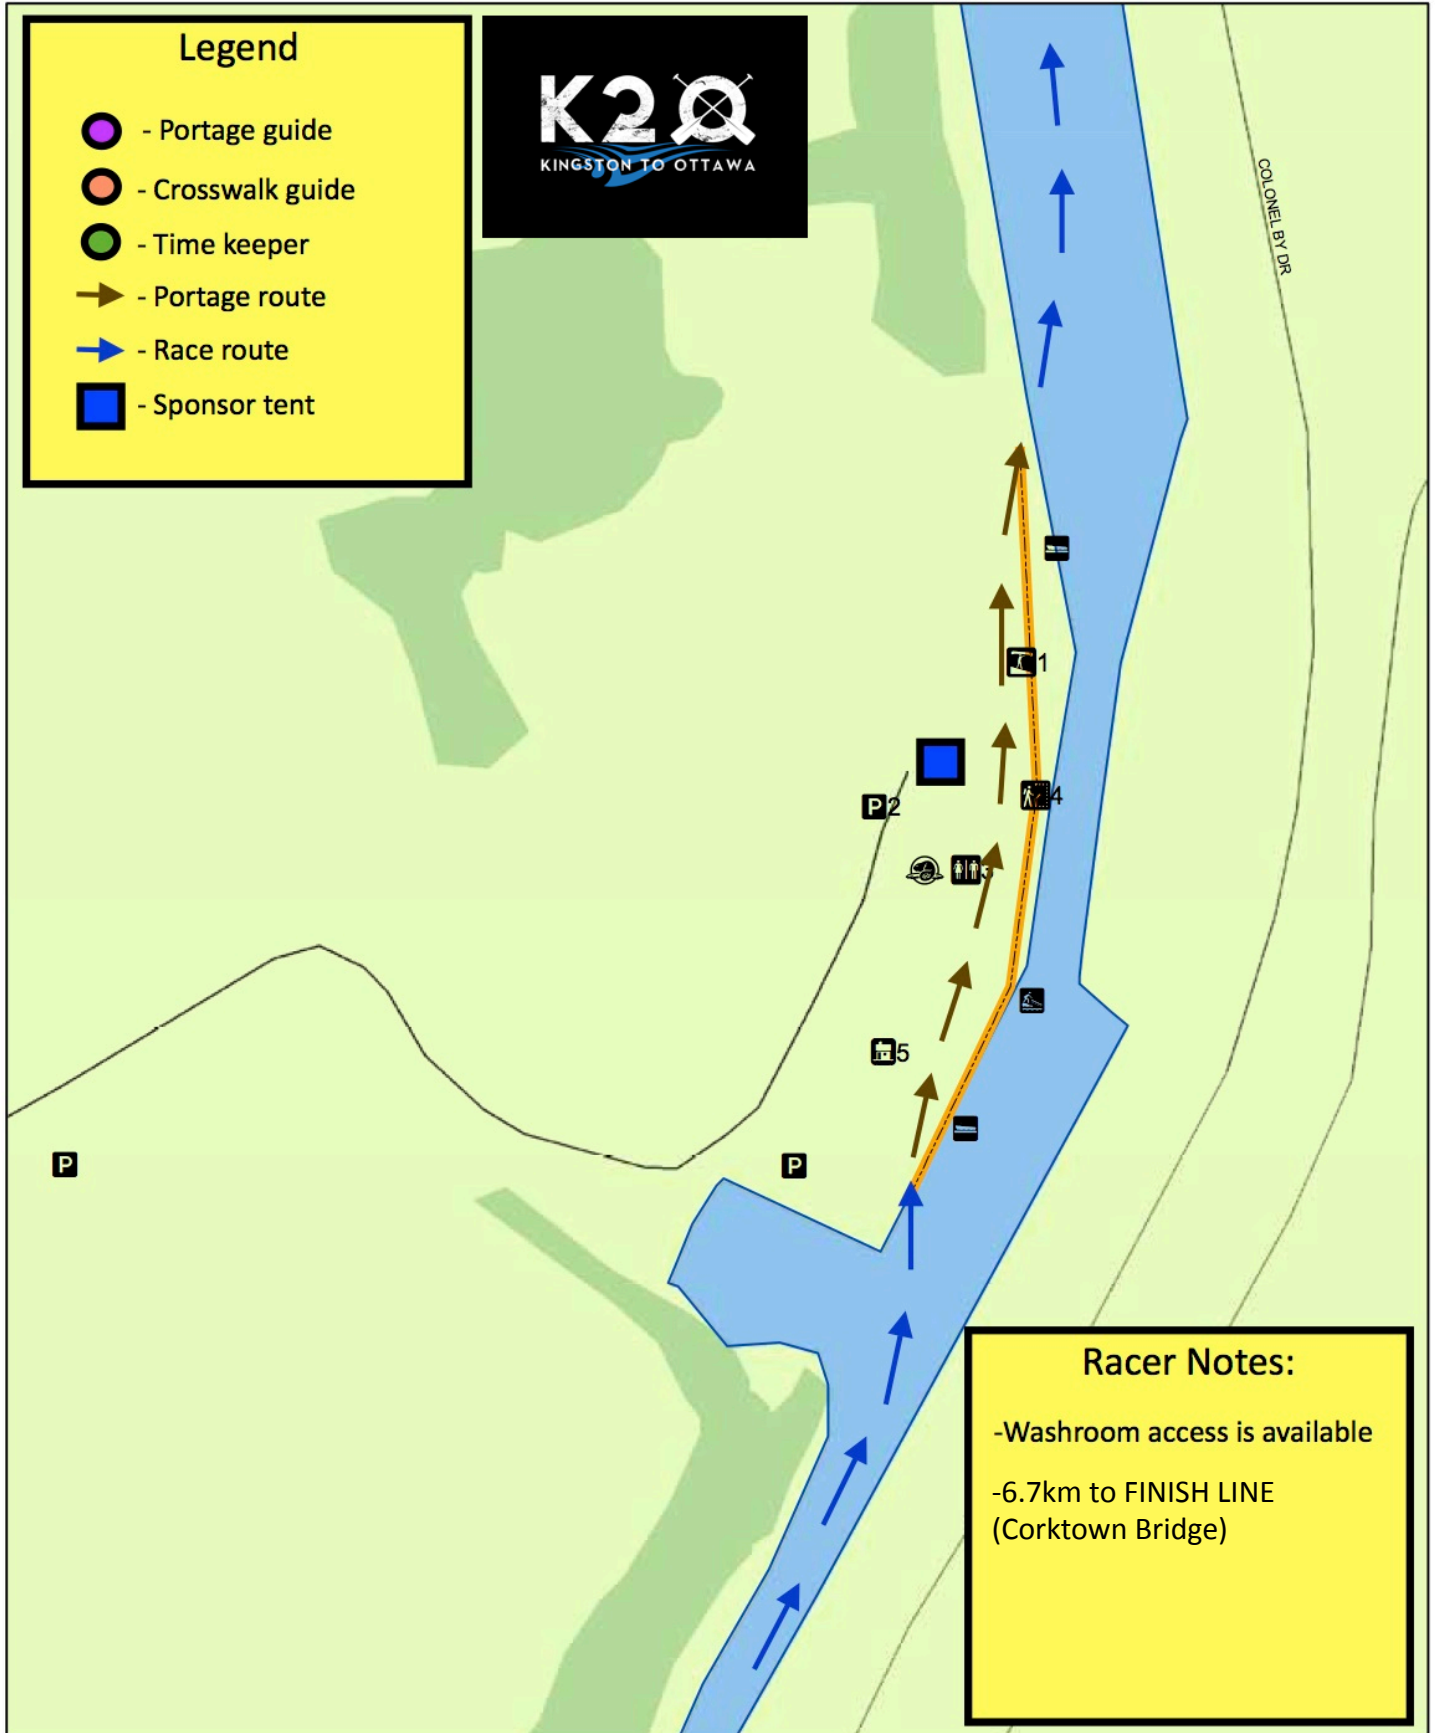 Legend
- Portage guide
- Crosswalk guide
- Time keeper
- Portage route
- Race route
- Sponsor tent
K2O
KINGSTON TO OTTAWA
COLONEL BY DR
1
P 2
4
3
5
P
P
Racer Notes:
-Washroom access is available
-6.7km to FINISH LINE
(Corktown Bridge)